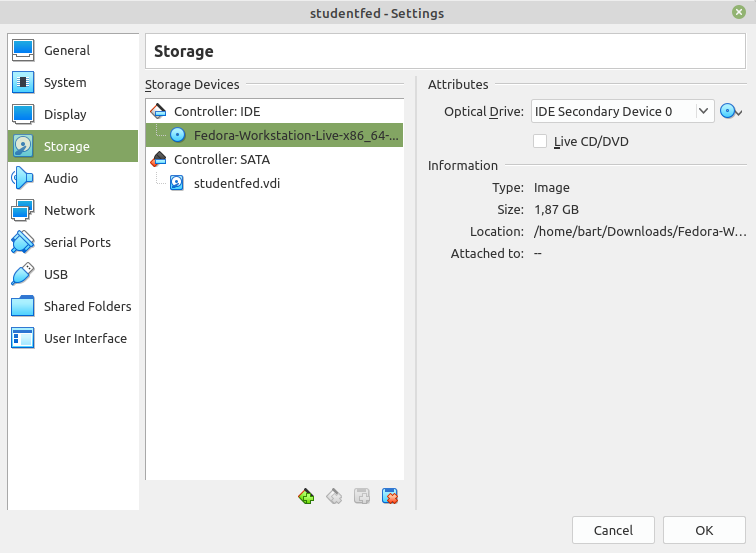 studentfed - Settings
General
System
Display
Storage
Audio
Network
Serial Ports
USB
Shared Folders
User Interface
Storage
Storage Devices
Controller: IDE
Fedora-Workstation-Live-x86_64-...
Controller: SATA
studentfed.vdi
Attributes
Optical Drive: IDE Secondary Device 0
Live CD/DVD
Information
Type: Image
Size: 1,87 GB
Location: /home/bart/Downloads/Fedora-W...
Attached to: --
Cancel
OK